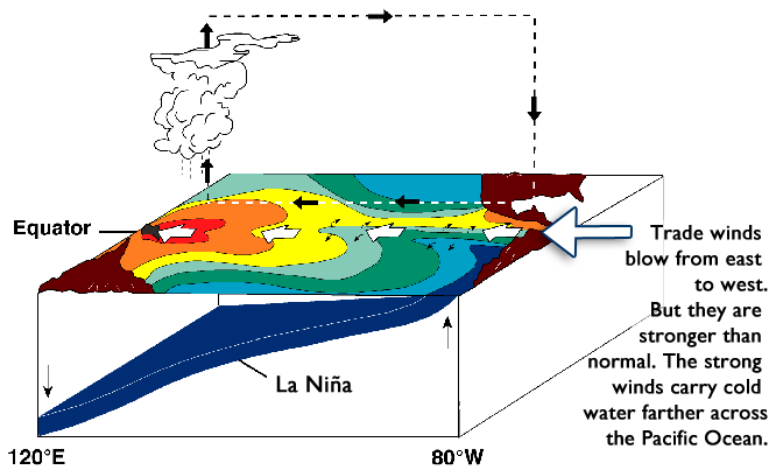 Equator
Trade winds
blow from east
to west.
But they are
stronger than
normal. The strong
winds carry cold
water farther across
the Pacific Ocean.
La Niña
120°E
80°W